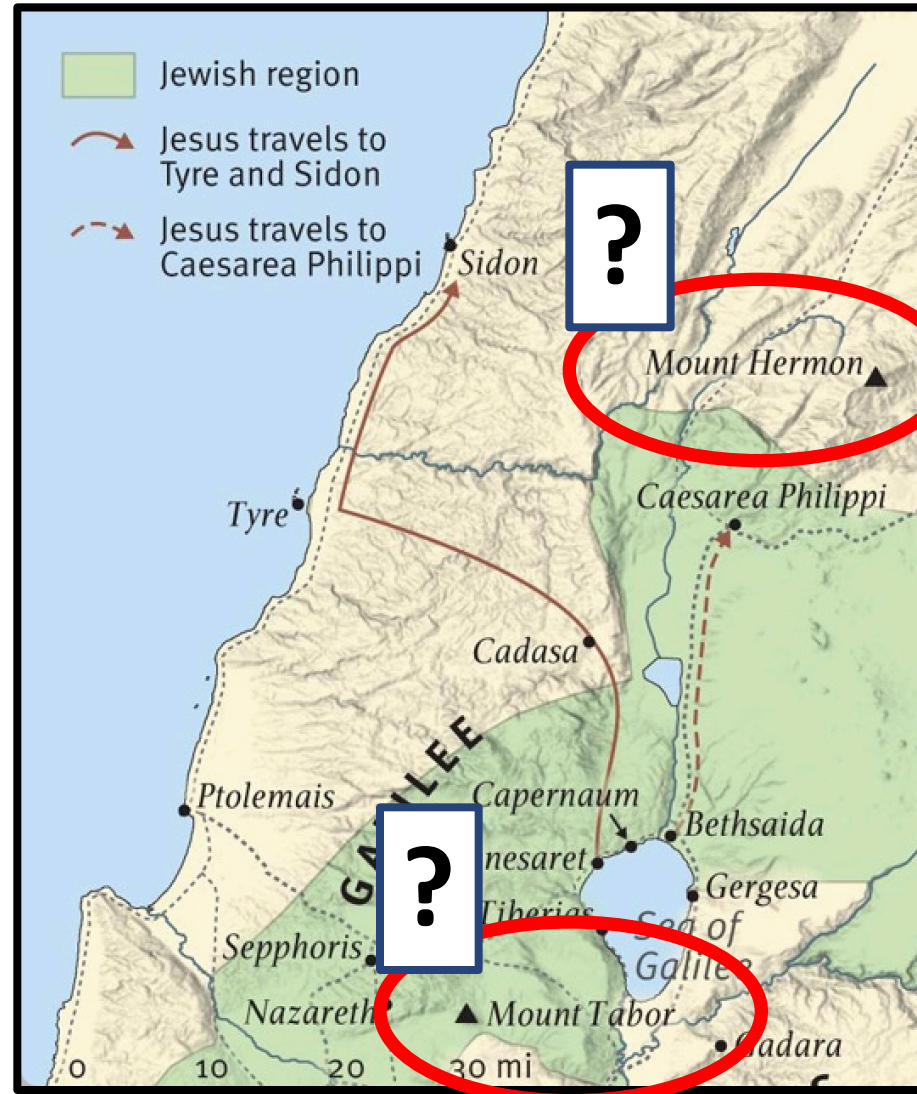 Jewish region
Jesus travels to
Tyre and Sidon
Jesus travels to
Caesarea Philippi
?
Sidon
Mount Hermon
Caesarea Philippi
Tyre
Cadasa
Ptolemais
Capernaum
Bethsaida
?
nesaret
Gergesa
Tiberias
Sea of
Galilee
Sepphoris
Nazareth
Mount Tabor
Gadara
0 10 20 30 mi